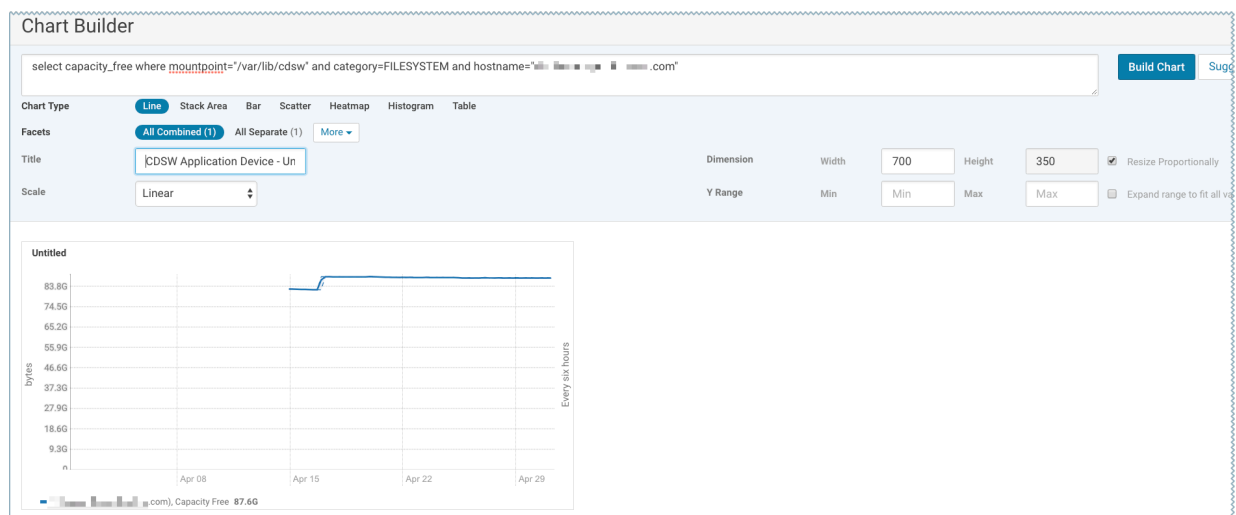 Chart Builder
select capacity_free where mountpoint="/var/lib/cdsw" and category=FILESYSTEM and hostname=" .com"
Build Chart Sugg
Chart Type Line Stack Area Bar Scatter Heatmap Histogram Table
Facets All Combined (1) All Separate (1) More
Title CDSW Application Device - Un Dimension Width 700 Height 350 Resize Proportionally
Scale Linear Y Range Min Min Max Max Expand range to fit all va
Untitled
83.8G
74.5G
65.2G
55.9G
46.6G
37.3G
27.9G
18.6G
9.3G
0
bytes
Every six hours
Apr 08 Apr 15 Apr 22 Apr 29
.com), Capacity Free 87.6G